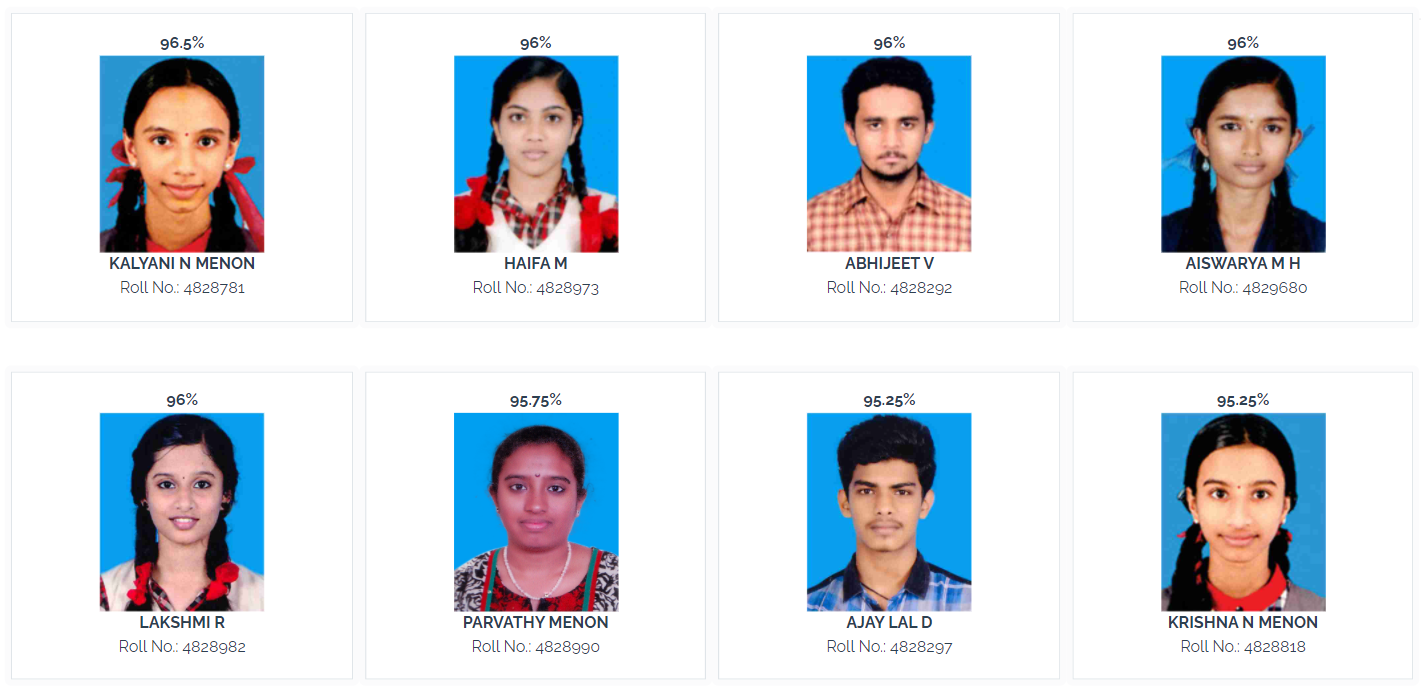 96.5%
96%
96%
96%
KALYANI N MENON
HAIFA M
ABHIJEET V
AISWARYA M H
Roll No.: 4828781
Roll No.: 4828973
Roll No.: 4828292
Roll No.: 4829680
96%
95.75%
95.25%
95.25%
LAKSHMI R
PARVATHY MENON
AJAY LAL D
KRISHNA N MENON
Roll No.: 4828982
Roll No.: 4828990
Roll No.: 4828297
Roll No.: 4828818